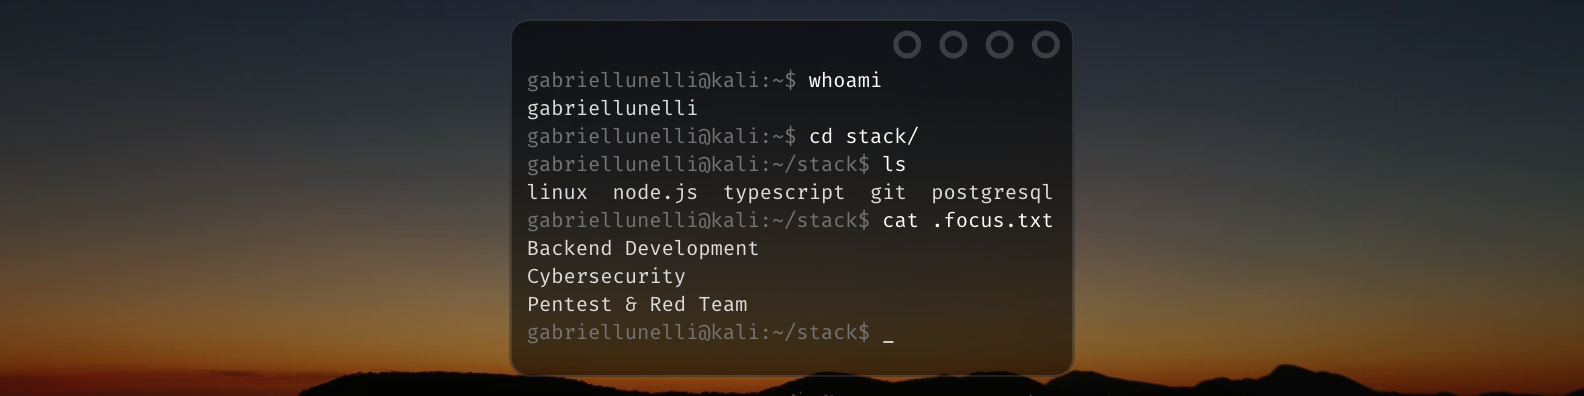 gabriellunelli@kali:~$ whoami
gabriellunelli
gabriellunelli@kali:~$ cd stack/
gabriellunelli@kali:~/stack$ ls
linux  node.js  typescript  git  postgresql
gabriellunelli@kali:~/stack$ cat .focus.txt
Backend Development
Cybersecurity
Pentest & Red Team
gabriellunelli@kali:~/stack$ _